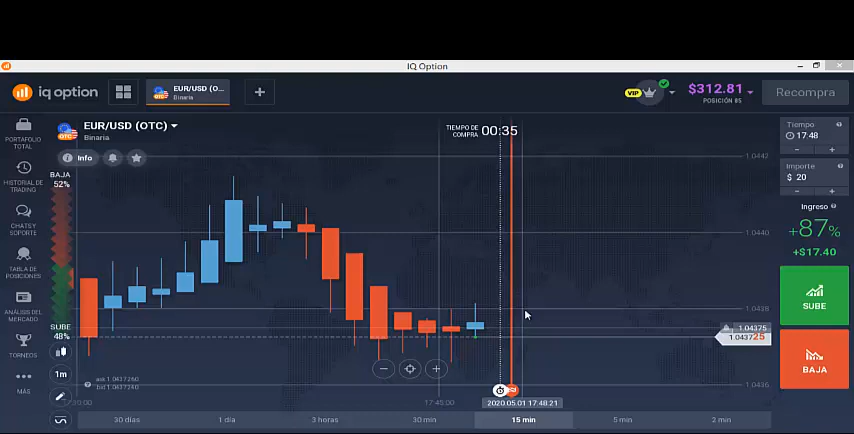 IQ Option
iq option
EUR/USD (O...
Binaria
VIP
$312.81
POSICIÓN 85
Recompra
PORTAFOLIO
TOTAL
HISTORIAL DE
TRADING
CHATS Y
SOPORTE
TABLA DE
POSICIONES
ANÁLISIS DEL
MERCADO
TORNEOS
MÁS
EUR/USD (OTC)
Binaria
Info
BAJA
52%
SUBE
48%
1m
TIEMPO DE
COMPRA
00:35
1.0442
1.0440
1.0438
1.04375
1.043725
1.0436
17:45:00
2020.05.01 17:48:21
30 días
1 día
3 horas
30 min
15 min
5 min
2 min
Tiempo
17:48
Importe
$ 20
Ingreso
+87%
+$17.40
SUBE
BAJA